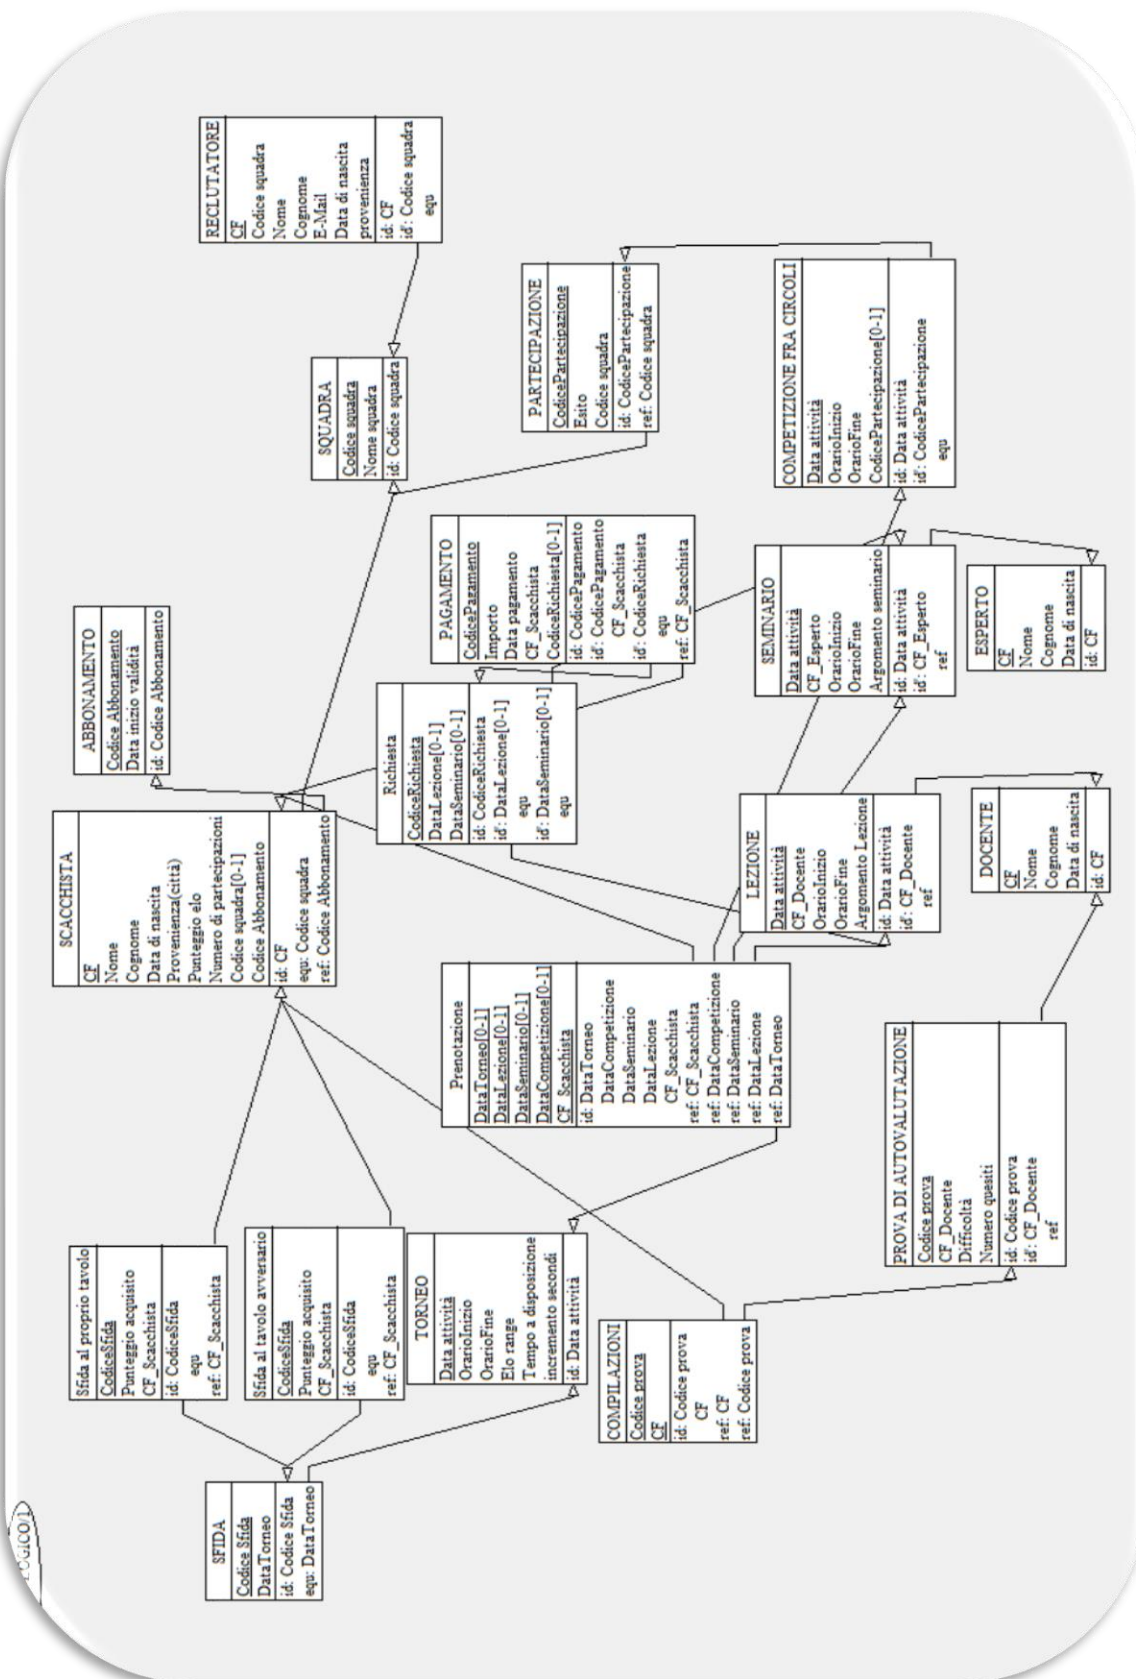 SCACCHISTA
CF
Nome
Cognome
Data di nascita
Provenienza(città)
Punteggio elo
Numero di partecipazioni
Codice squadra[0-1]
Codice Abbonamento
id: CF
equ: Codice squadra
ref: Codice Abbonamento
ABBONAMENTO
Codice Abbonamento
Data inizio validità
id: Codice Abbonamento
Sfida al proprio tavolo
CodiceSfida
Punteggio acquisito
CF_Scacchista
id: CodiceSfida
equ
ref: CF_Scacchista
RECLUTATORE
CF
Codice squadra
Nome
Cognome
E-Mail
Data di nascita
provenienza
id: CF
id': Codice squadra
equ
SFIDA
Codice Sfida
DataTorneo
id: Codice Sfida
equ: DataTorneo
Sfida al tavolo avversario
CodiceSfida
Punteggio acquisito
CF_Scacchista
id: CodiceSfida
equ
ref: CF_Scacchista
SQUADRA
Codice squadra
Nome squadra
id: Codice squadra
Richiesta
CodiceRichiesta
DataLezione[0-1]
DataSeminario[0-1]
id: CodiceRichiesta
id': DataLezione[0-1]
equ
id': DataSeminario[0-1]
equ
TORNEO
Data attività
OrarioInizio
OrarioFine
Elo range
Tempo a disposizione
incremento secondi
id: Data attività
Prenotazione
DataTorneo[0-1]
DataLezione[0-1]
DataSeminario[0-1]
DataCompetizione[0-1]
CF_Scacchista
id: DataTorneo
DataCompetizione
DataSeminario
DataLezione
CF_Scacchista
ref: CF_Scacchista
ref: DataCompetizione
ref: DataSeminario
ref: DataLezione
ref: DataTorneo
PAGAMENTO
CodicePagamento
Importo
Data pagamento
CF_Scacchista
CodiceRichiesta[0-1]
id: CodicePagamento
id': CodicePagamento
CF_Scacchista
id': CodiceRichiesta
equ
ref: CF_Scacchista
PARTECIPAZIONE
CodicePartecipazione
Esito
Codice squadra
id: CodicePartecipazione
ref: Codice squadra
COMPILAZIONI
Codice prova
CF
id: Codice prova
CF
ref: CF
ref: Codice prova
LEZIONE
Data attività
CF_Docente
OrarioInizio
OrarioFine
Argomento Lezione
id: Data attività
id': CF_Docente
ref
SEMINARIO
Data attività
CF_Esperto
OrarioInizio
OrarioFine
Argomento seminario
id: Data attività
id': CF_Esperto
ref
COMPETIZIONE FRA CIRCOLI
Data attività
OrarioInizio
OrarioFine
CodicePartecipazione[0-1]
id: Data attività
id': CodicePartecipazione
equ
PROVA DI AUTOVALUTAZIONE
Codice prova
CF_Docente
Difficoltà
Numero quesiti
id: Codice prova
id': CF_Docente
ref
DOCENTE
CF
Nome
Cognome
Data di nascita
id: CF
ESPERTO
CF
Nome
Cognome
Data di nascita
id: CF